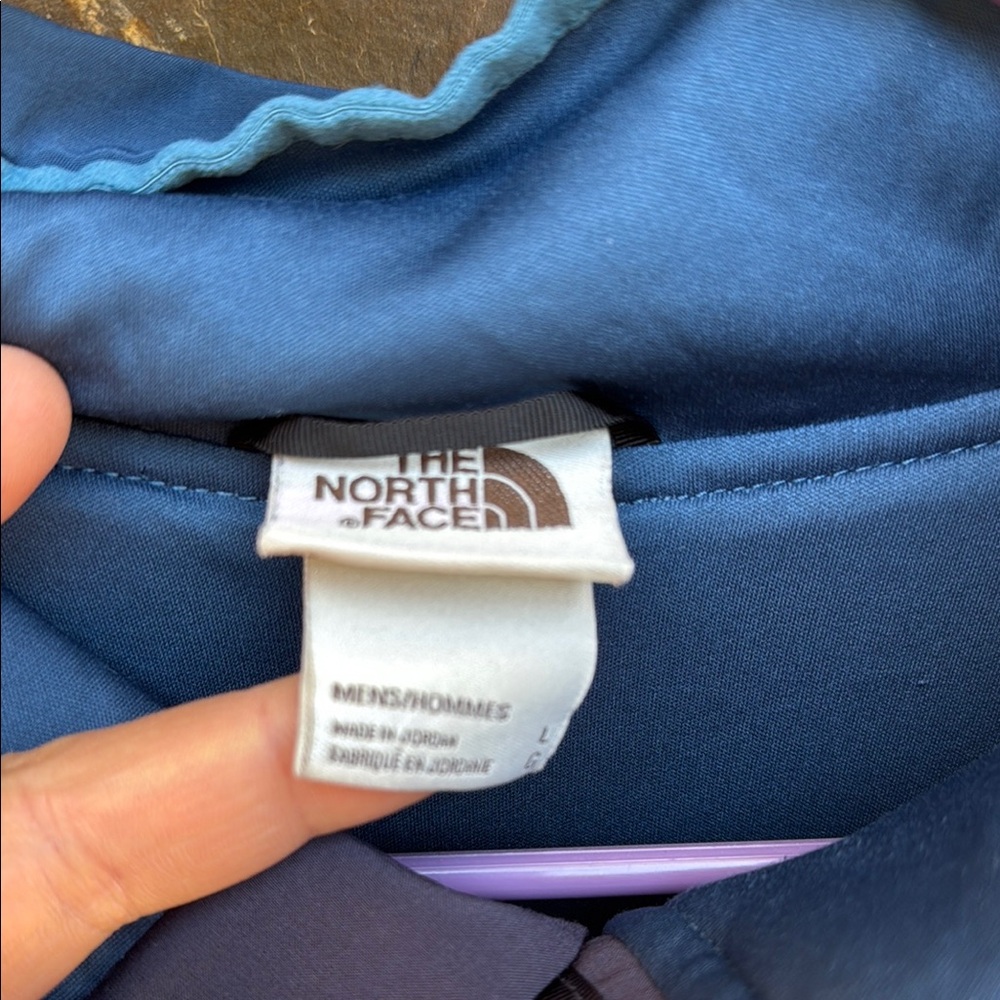 THE
NORTH
®FACE
MENS/HOMMES
MADE IN JORDAN L
FABRIQUÉ EN JORDANIE G